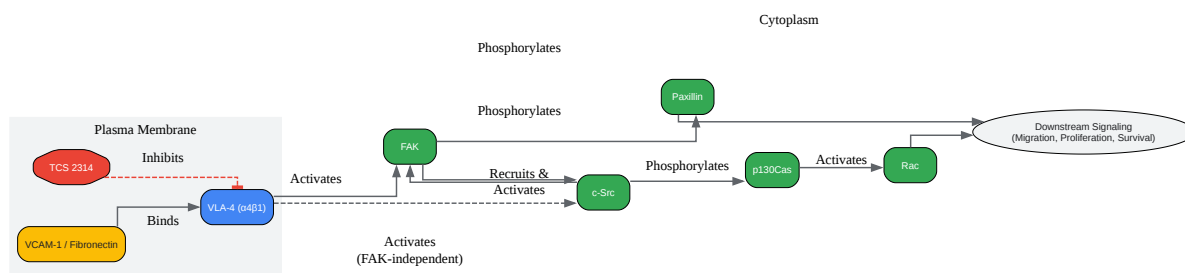 Cytoplasm
Phosphorylates
Paxillin
Phosphorylates
Plasma Membrane
Downstream Signaling
(Migration, Proliferation, Survival)
FAK
Inhibits
TCS 2314
Phosphorylates
p130Cas
Activates
Rac
Recruits &
Activates
Activates
c-Src
VLA-4 (α4β1)
Binds
VCAM-1 / Fibronectin
Activates
(FAK-independent)